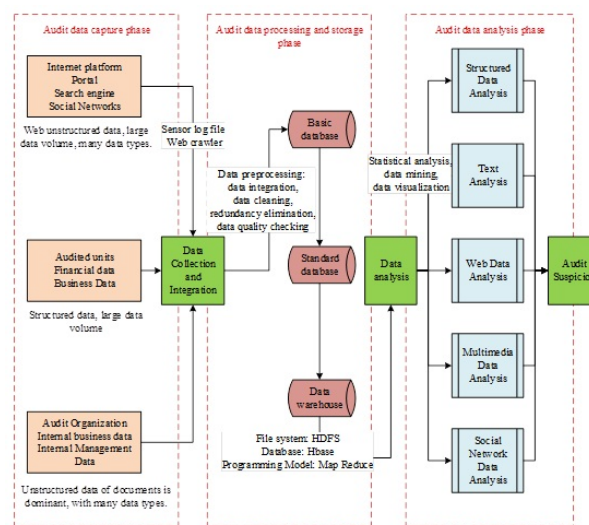 Audit data capture phase
Audit data processing and storage
phase
Audit data analysis phase
Internet platform
Portal
Search engine
Social Networks
Web unstructured data, large
data volume, many data types.
Sensor log file
Web crawler
Audited units
Financial data
Business Data
Structured data, large data
volume
Audit Organization
Internal business data
Internal Management
Data
Unstructured data of documents is
dominant, with many data types.
Data
Collection
and
Integration
Data preprocessing:
data integration,
data cleaning,
redundancy elimination,
data quality checking
Basic
database
Standard
database
Data
warehouse
File system: HDFS
Database: Hbase
Programming Model: Map Reduce
Data
analysis
Statistical analysis,
data mining,
data visualization
Structured
Data
Analysis
Text
Analysis
Web Data
Analysis
Multimedia
Data
Analysis
Social
Network
Data
Analysis
Audit
Suspicio